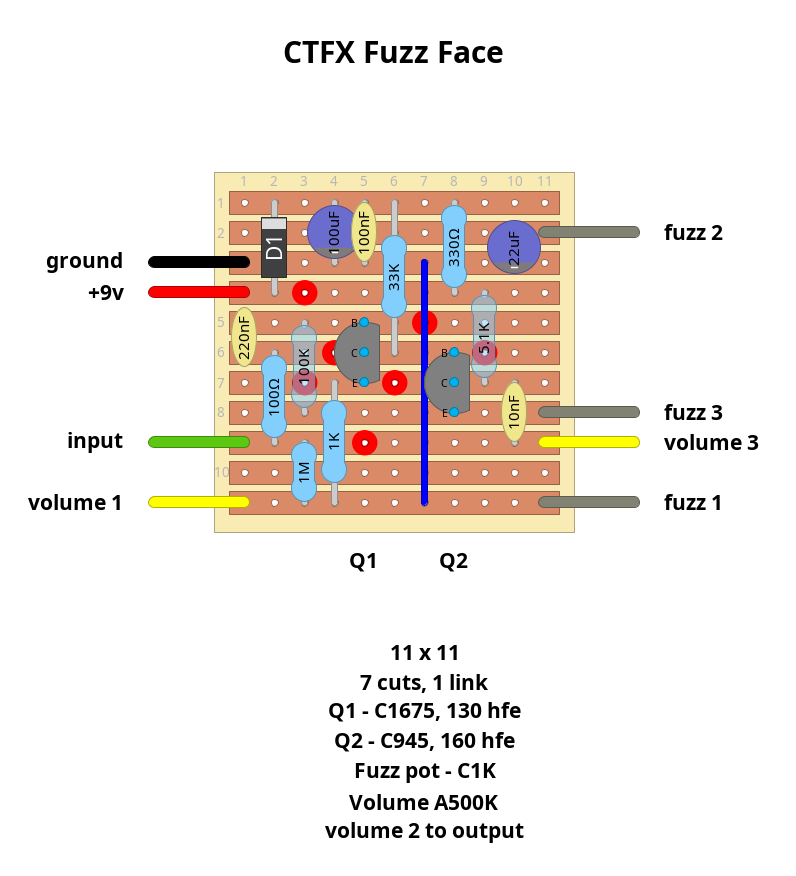 CTFX Fuzz Face
1 2 3 4 5 6 7 8 9 10 11
1
2
fuzz 2
ground
+9v
D1
100uF
100nF
33K
330Ω
22uF
5
6
7
8
10
220nF
100K
B
C
E
5.1K
B
C
E
100Ω
1K
1M
10nF
input
volume 1
fuzz 3
volume 3
fuzz 1
Q1 Q2
11 x 11
7 cuts, 1 link
Q1 - C1675, 130 hfe
Q2 - C945, 160 hfe
Fuzz pot - C1K
Volume A500K
volume 2 to output